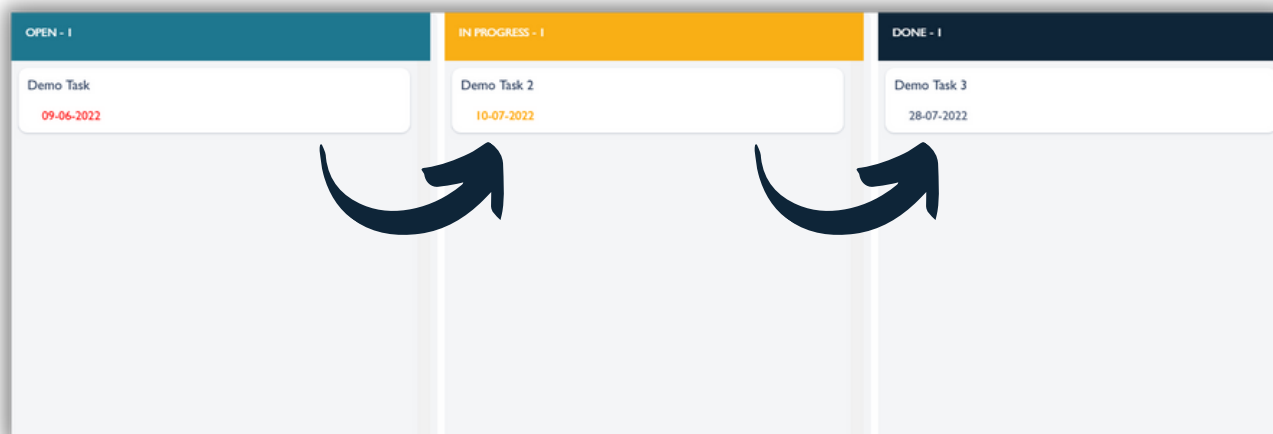 OPEN - 1
Demo Task
09-06-2022
IN PROGRESS - 1
Demo Task 2
10-07-2022
DONE - 1
Demo Task 3
28-07-2022